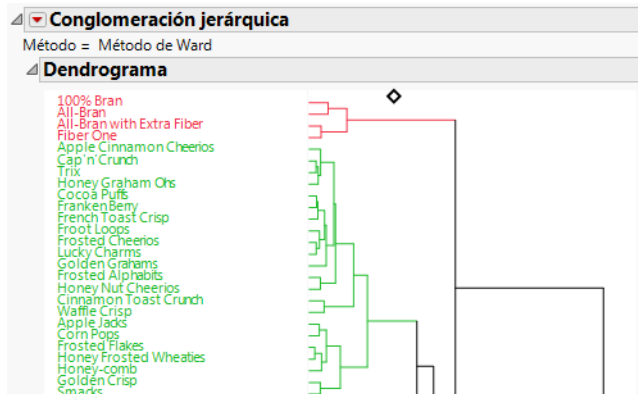 Conglomeración jerárquica
Método = Método de Ward
Dendrograma
100% Bran
All-Bran
All-Bran with Extra Fiber
Fiber One
Apple Cinnamon Cheerios
Cap'n'Crunch
Trix
Honey Graham Ohs
Cocoa Puffs
FrankenBerry
French Toast Crisp
Froot Loops
Frosted Cheerios
Lucky Charms
Golden Grahams
Frosted Alphabits
Honey Nut Cheerios
Cinnamon Toast Crunch
Waffle Crisp
Apple Jacks
Corn Pops
Frosted Flakes
Honey Frosted Wheaties
Honey-comb
Golden Crisp
Smacks